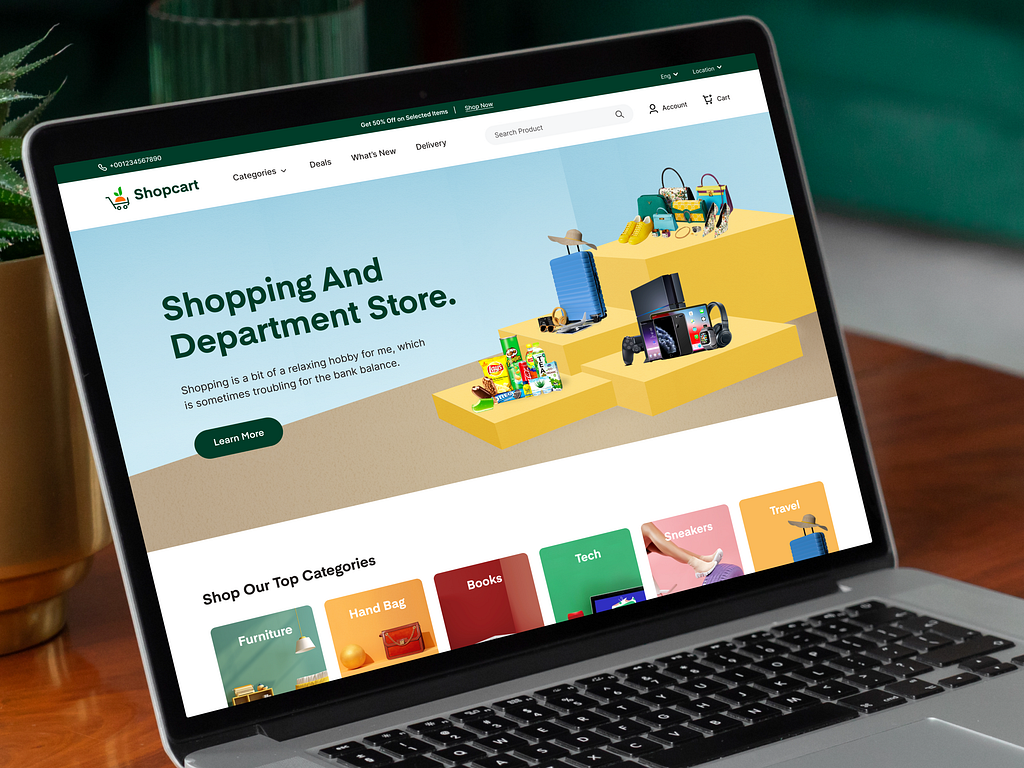 +001234567890
Get 50% Off on Selected Items | Shop Now
Eng
Location
Shopcart
Categories
Deals
What's New
Delivery
Search Product
Account
Cart
Shopping And
Department Store.
Shopping is a bit of a relaxing hobby for me, which
is sometimes troubling for the bank balance.
Learn More
Shop Our Top Categories
Furniture
Hand Bag
Books
Tech
Sneakers
Travel